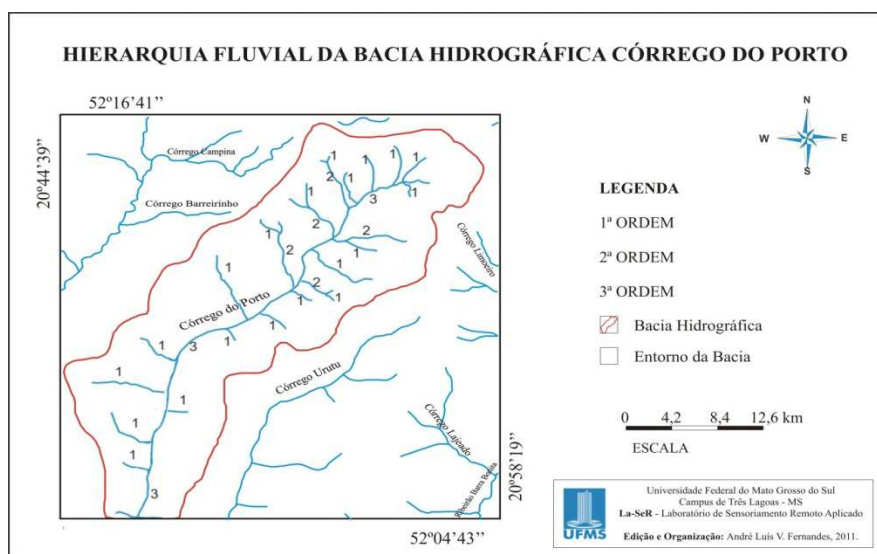 HIERARQUIA FLUVIAL DA BACIA HIDROGRÁFICA CÓRREGO DO PORTO
52º16'41''
20º44'39''
Córrego Campina
Córrego Barreirinho
1
1
1
1
2
1
1
3
1
2
1
2
2
1
1
1
2
1
1
Córrego do Porto
1
1
1
3
1
1
1
1
1
3
Córrego Limoeiro
Córrego Urutu
Córrego Lajeado
Ribeirão Barra Bonita
20º58'19''
52º04'43''
N
W E
S
LEGENDA
1ª ORDEM
2ª ORDEM
3ª ORDEM
Bacia Hidrográfica
Entorno da Bacia
0 4,2 8,4 12,6 km
ESCALA
UFMS
Universidade Federal do Mato Grosso do Sul
Campus de Três Lagoas - MS
La-SeR - Laboratório de Sensoriamento Remoto Aplicado
Edição e Organização: André Luís V. Fernandes, 2011.